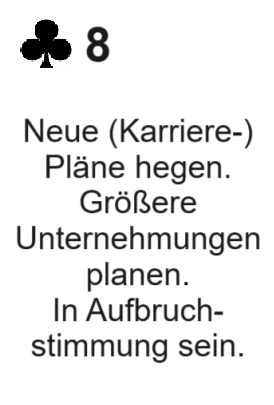 ♣ 8
Neue (Karriere-)
Pläne hegen.
Größere
Unternehmungen
planen.
In Aufbruch-
stimmung sein.